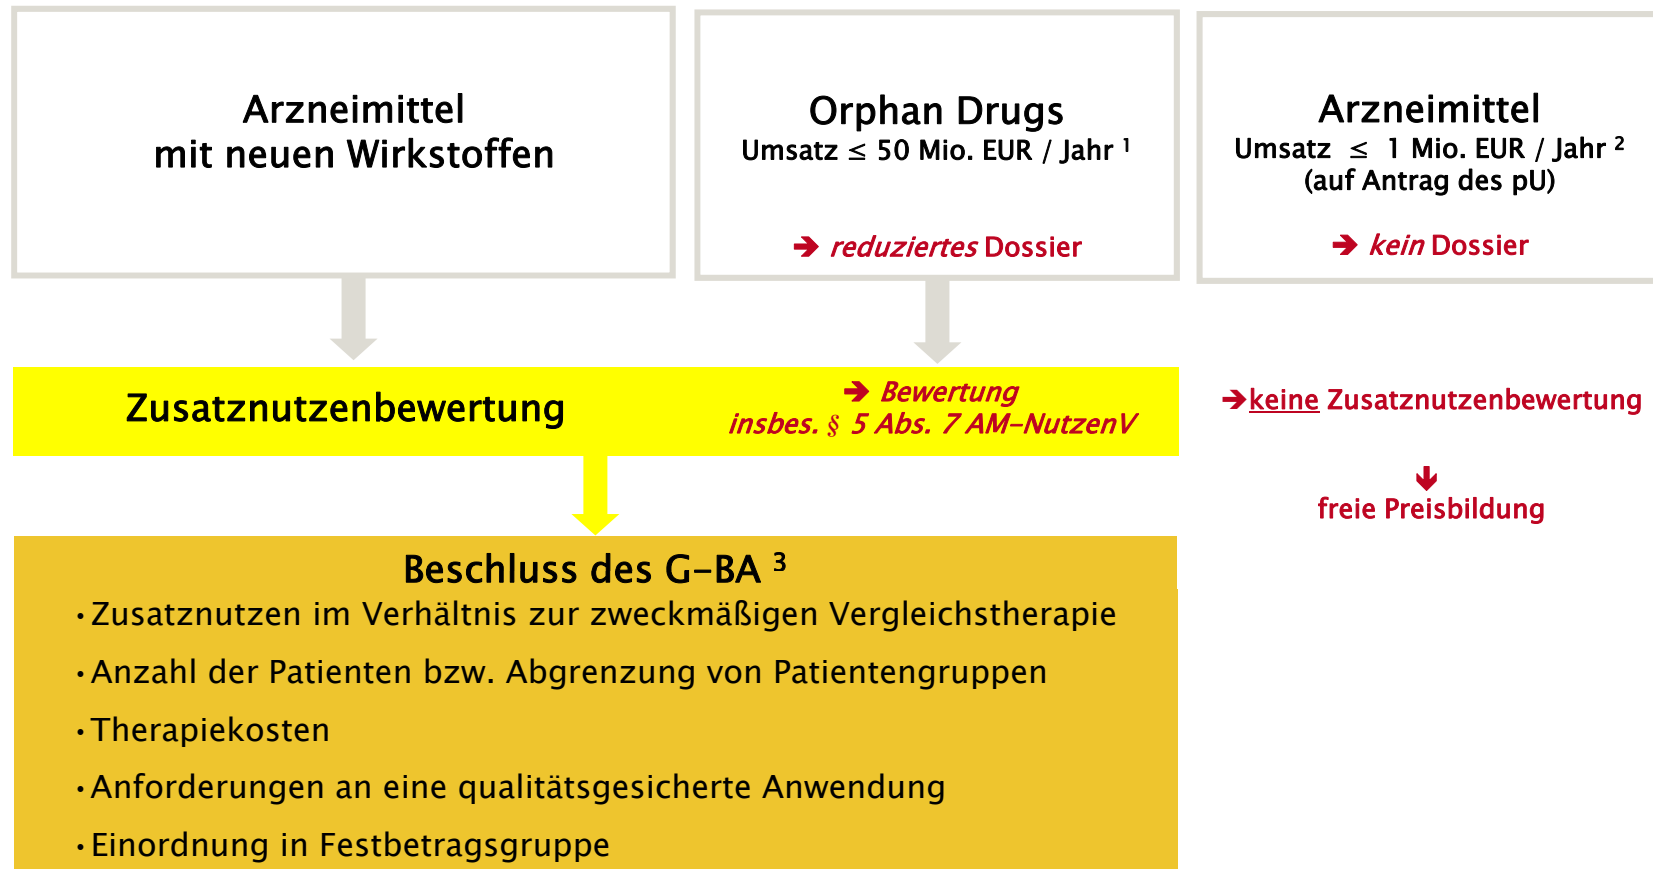 Arzneimittel
mit neuen Wirkstoffen
Orphan Drugs
Umsatz ≤ 50 Mio. EUR / Jahr ¹
➔ reduziertes Dossier
Arzneimittel
Umsatz ≤ 1 Mio. EUR / Jahr ²
(auf Antrag des pU)
➔ kein Dossier
Zusatznutzenbewertung
➔ Bewertung
insbes. § 5 Abs. 7 AM–NutzenV
➔keine Zusatznutzenbewertung
freie Preisbildung
Beschluss des G–BA ³
• Zusatznutzen im Verhältnis zur zweckmäßigen Vergleichstherapie
• Anzahl der Patienten bzw. Abgrenzung von Patientengruppen
• Therapiekosten
• Anforderungen an eine qualitätsgesicherte Anwendung
• Einordnung in Festbetragsgruppe